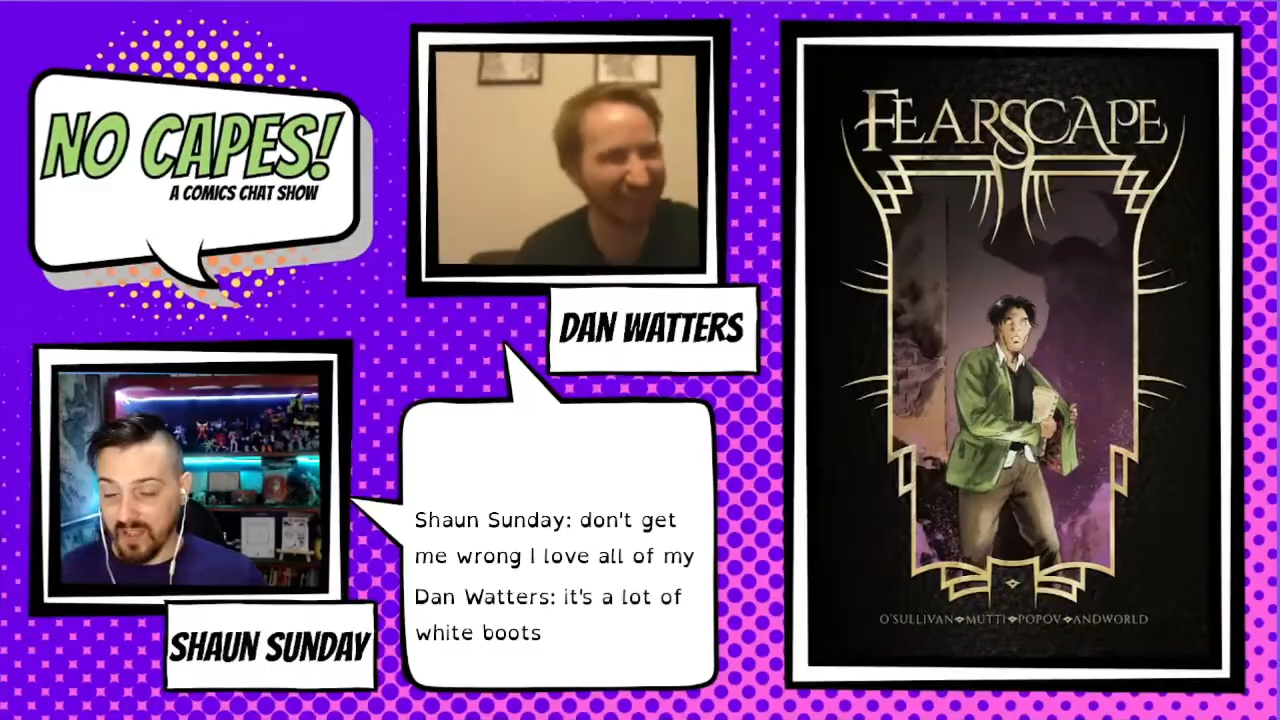 NO CAPES!
A COMICS CHAT SHOW
DAN WATTERS
SHAUN SUNDAY
Shaun Sunday: don't get
me wrong I love all of my
Dan Watters: it's a lot of
white boots
FEARSCAPE
O'SULLIVAN◆MUTTI◆POPOV◆ANDWORLD